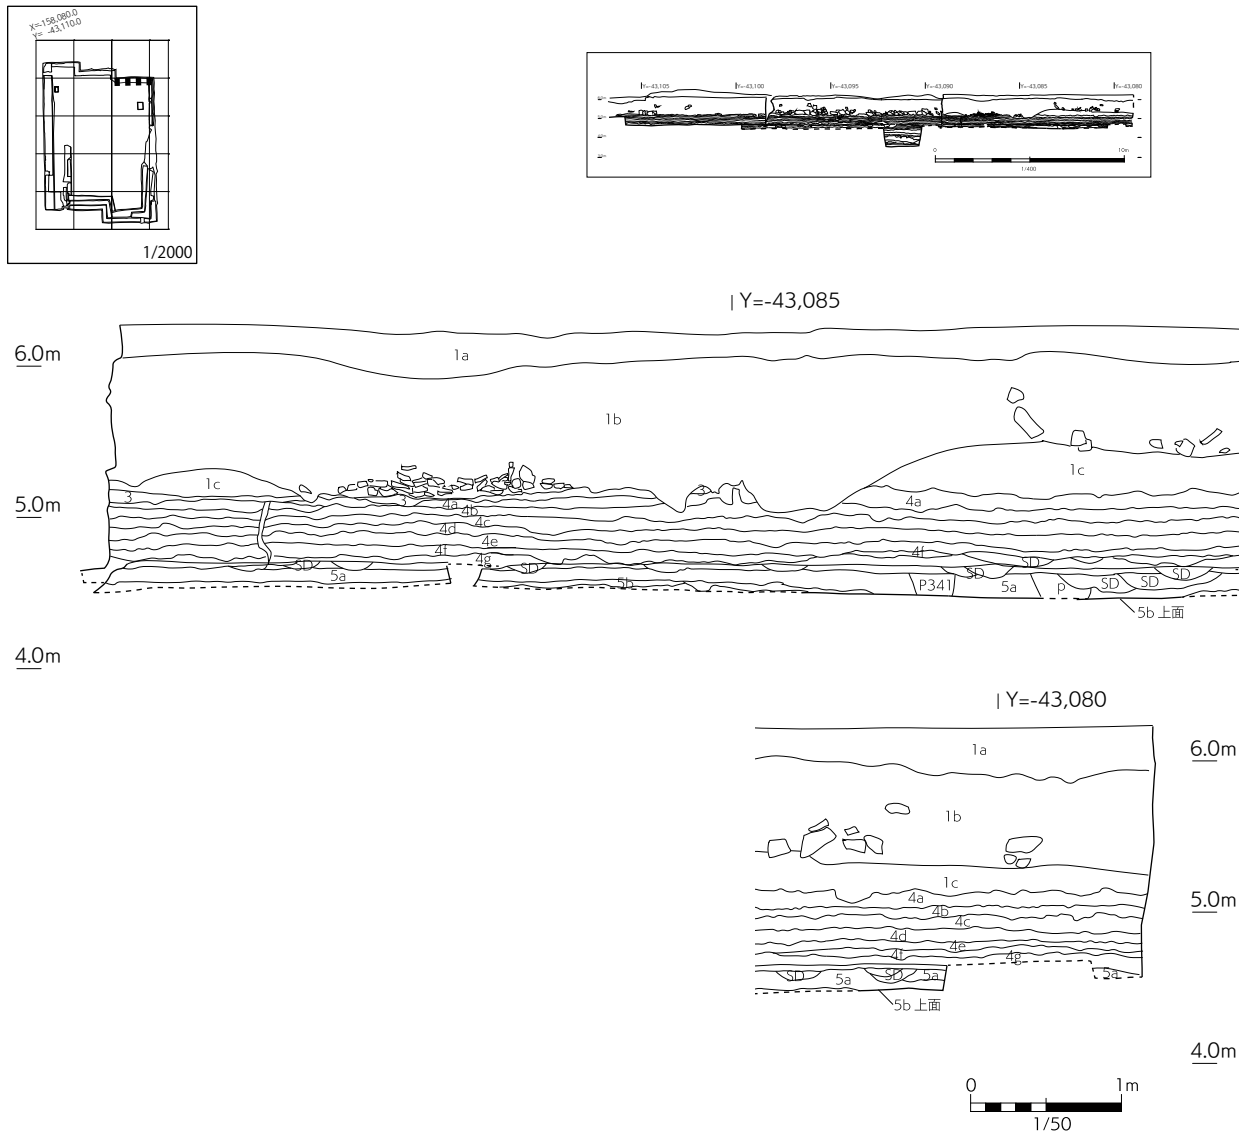 X=-158,080.0
Y= -43,110.0
1/2000
Y=-43,105
Y=-43,100
Y=-43,095
Y=-43,090
Y=-43,085
Y=-43,080
0 10m
1/400
| Y=-43,085
6.0m
1a
1b
1c
1c
3
3
4a
4a
5.0m
4b
4c
4d
4e
4f
4f
4g
SD
SD
SD
SD
SD
SD
SD
5a
5b
P341
5a
P
5b 上面
4.0m
| Y=-43,080
1a
6.0m
1b
1c
4a
5.0m
4b
4c
4d
4e
4f
4g
SD
5a
SD
5a
5a
5b 上面
4.0m
0 1m
1/50